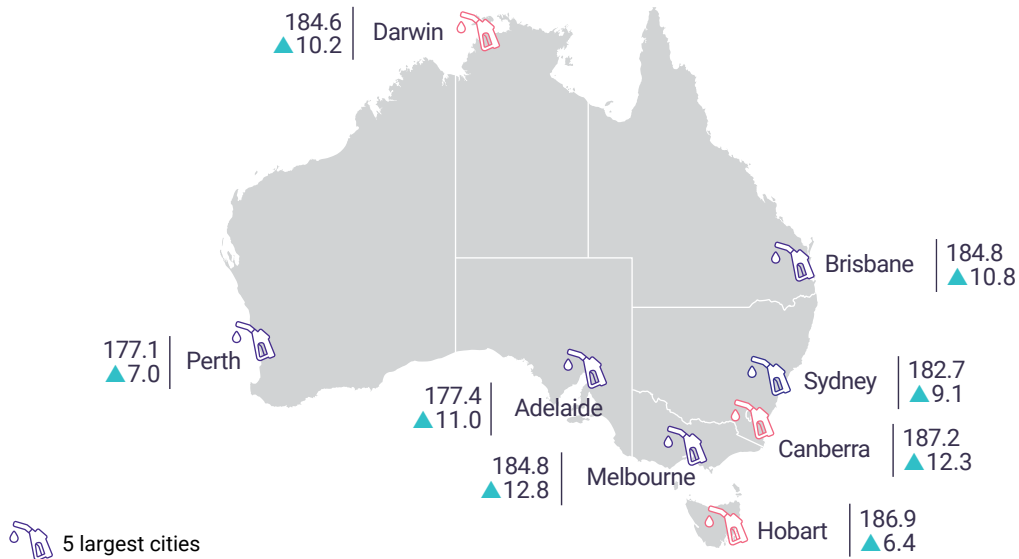 184.6
▲10.2
Darwin
Brisbane
184.8
▲10.8
177.1
▲7.0
Perth
177.4
▲11.0
Adelaide
Sydney
182.7
▲9.1
Canberra
187.2
▲12.3
184.8
▲12.8
Melbourne
Hobart
186.9
▲6.4
5 largest cities